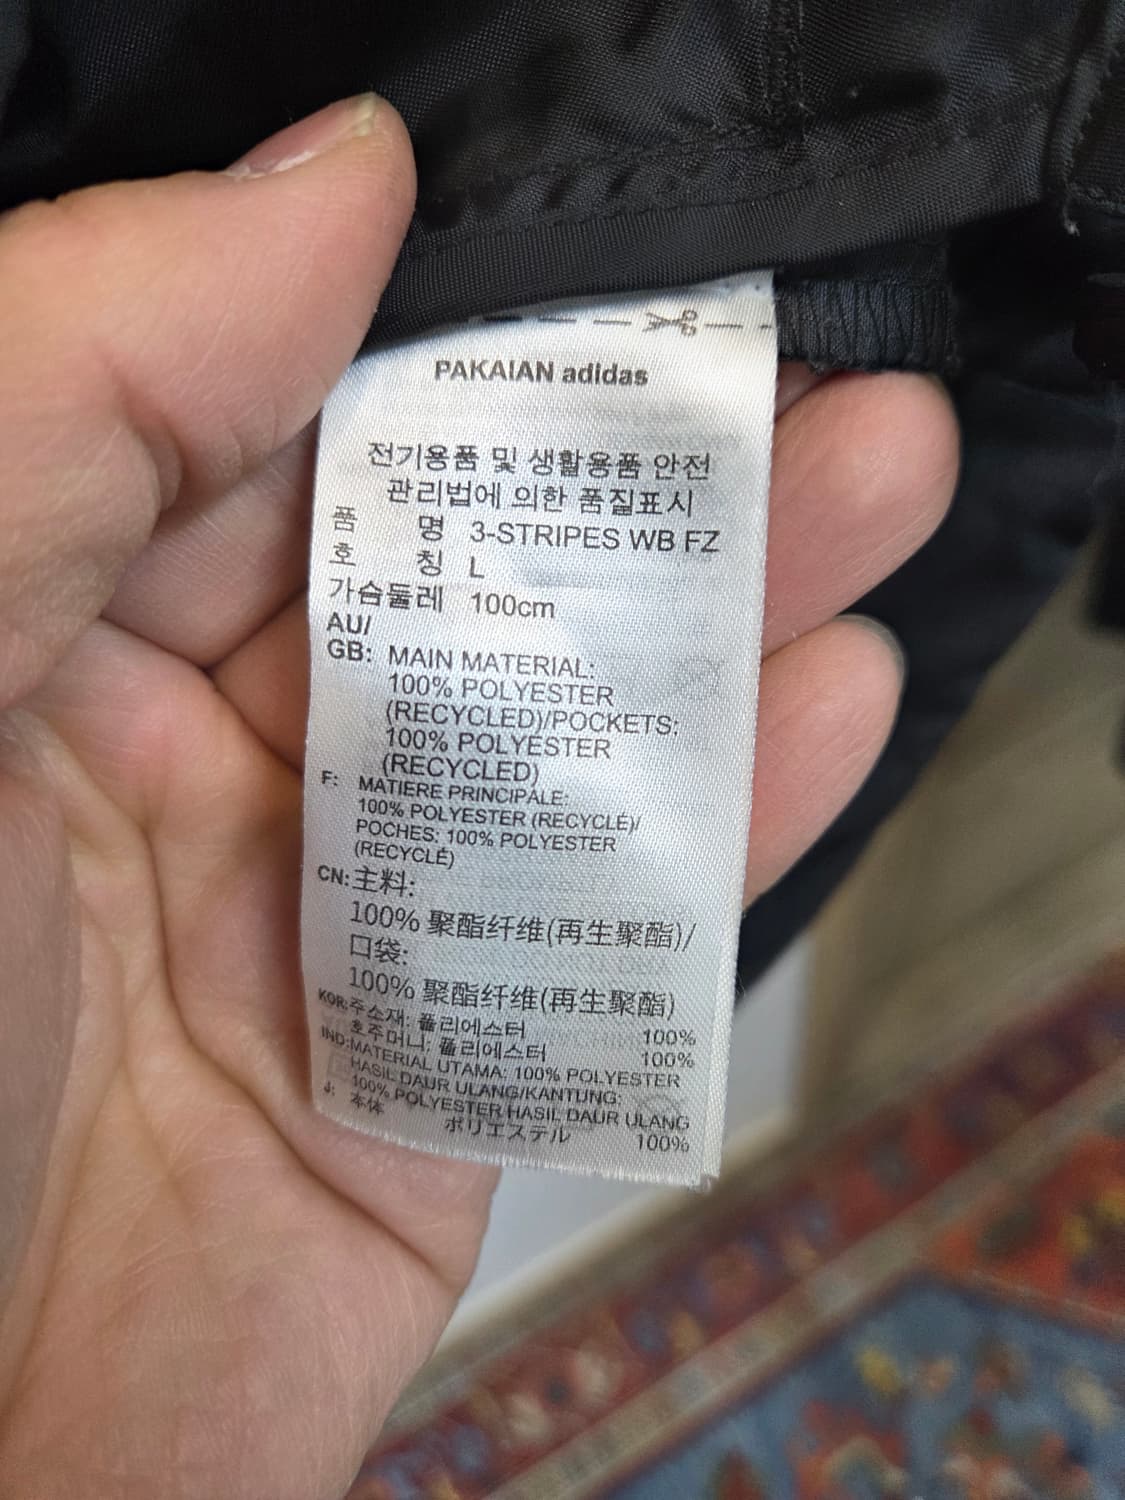 PAKAIAN adidas
전기용품 및 생활용품 안전
관리법에 의한 품질표시
품 명 3-STRIPES WB FZ
호 칭 L
가슴둘레 100cm
AU/
GB: MAIN MATERIAL:
100% POLYESTER
(RECYCLED)/POCKETS:
100% POLYESTER
(RECYCLED)
F: MATIERE PRINCIPALE:
100% POLYESTER (RECYCLÉ)/
POCHES: 100% POLYESTER
(RECYCLÉ)
CN:主料:
100% 聚酯纤维(再生聚酯)/
口袋:
100% 聚酯纤维(再生聚酯)
KOR:주소재: 폴리에스터 100%
호주머니: 폴리에스터 100%
IND:MATERIAL UTAMA: 100% POLYESTER
HASIL DAUR ULANG/KANTUNG:
100% POLYESTER HASIL DAUR ULANG
J: 本体
ポリエステル 100%